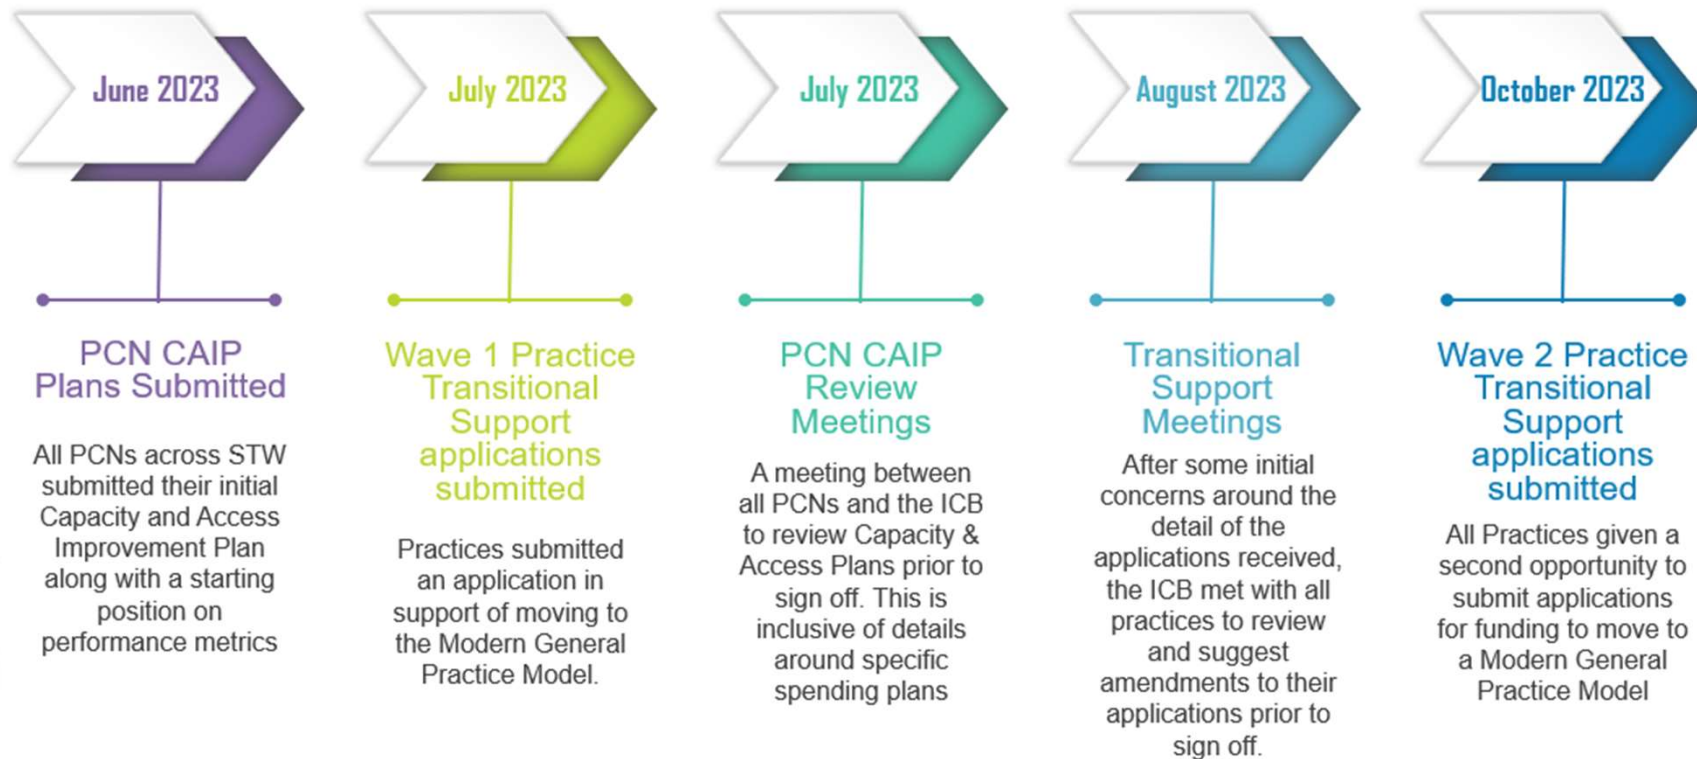 June 2023
PCN CAIP
Plans Submitted
All PCNs across STW
submitted their initial
Capacity and Access
Improvement Plan
along with a starting
position on
performance metrics
July 2023
Wave 1 Practice
Transitional
Support
applications
submitted
Practices submitted
an application in
support of moving to
the Modern General
Practice Model.
July 2023
PCN CAIP
Review
Meetings
A meeting between
all PCNs and the ICB
to review Capacity &
Access Plans prior to
sign off. This is
inclusive of details
around specific
spending plans
August 2023
Transitional
Support
Meetings
After some initial
concerns around the
detail of the
applications received,
the ICB met with all
practices to review
and suggest
amendments to their
applications prior to
sign off.
October 2023
Wave 2 Practice
Transitional
Support
applications
submitted
All Practices given a
second opportunity to
submit applications
for funding to move to
a Modern General
Practice Model